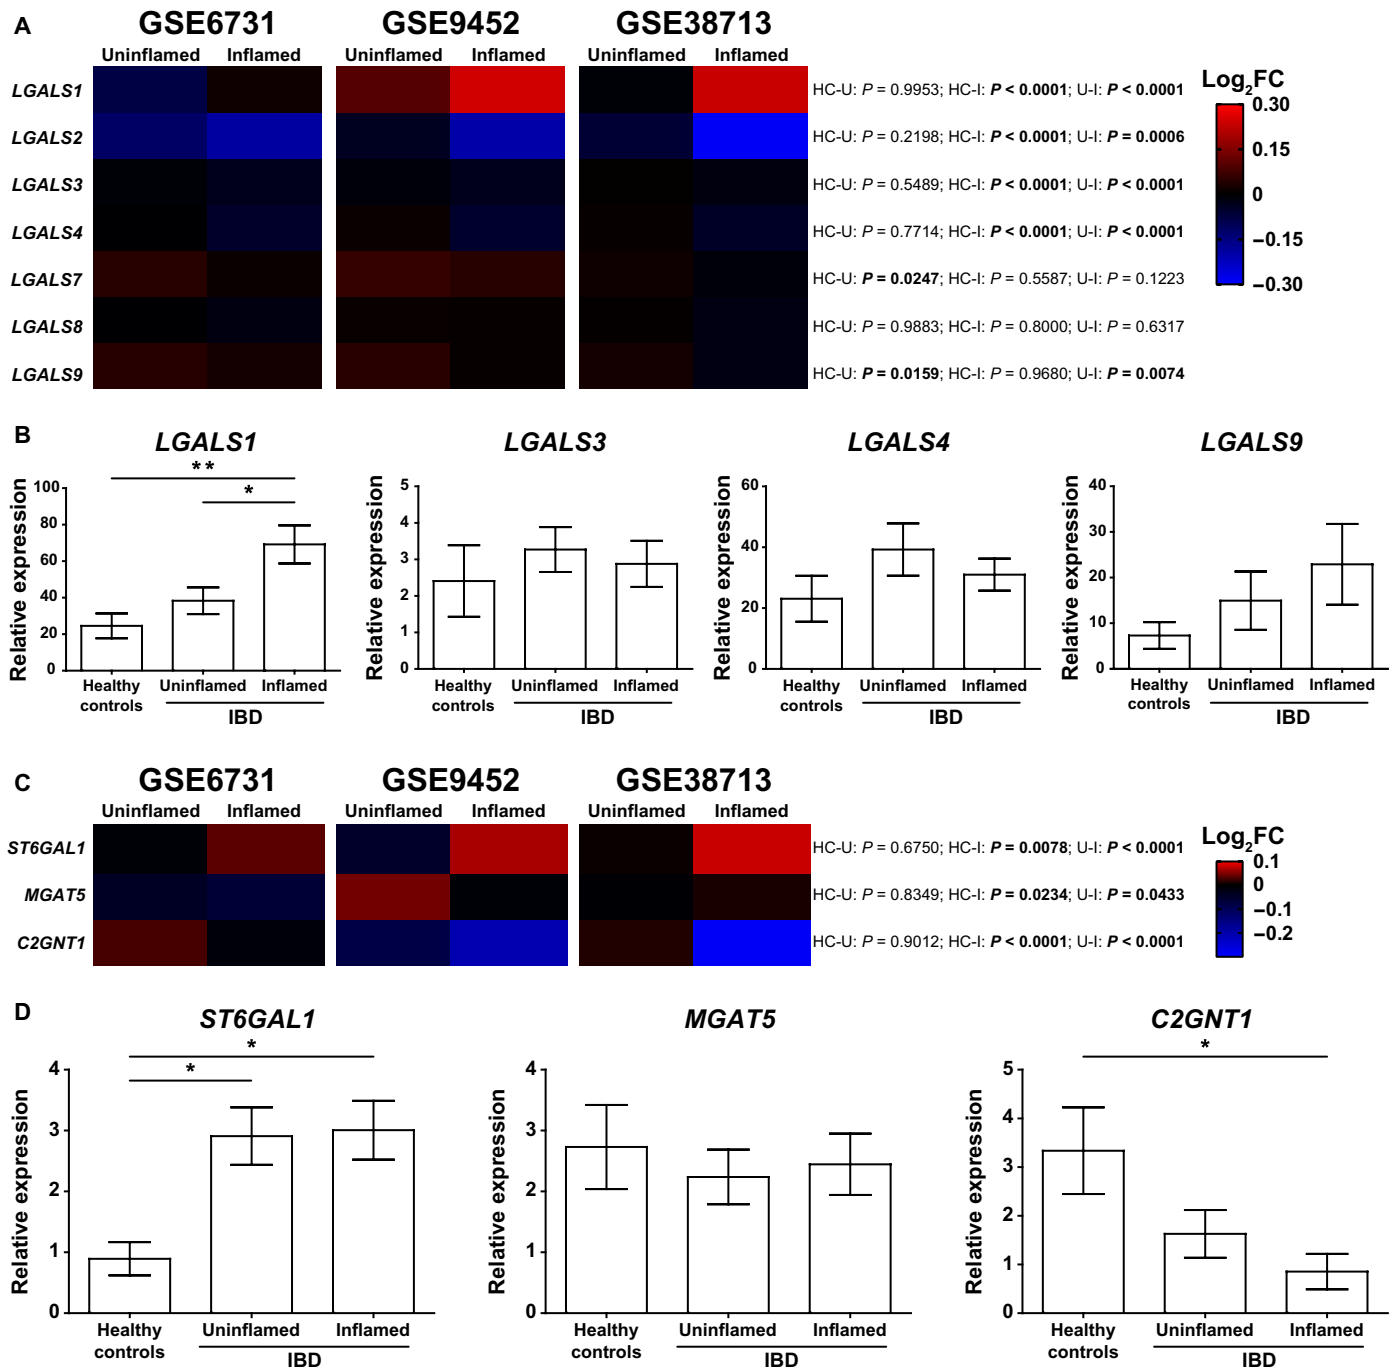 A
GSE6731 GSE9452 GSE38713
Uninflamed Inflamed Uninflamed Inflamed Uninflamed Inflamed
LGALS1 HC-U: P = 0.9953; HC-I: P < 0.0001; U-I: P < 0.0001
LGALS2 HC-U: P = 0.2198; HC-I: P < 0.0001; U-I: P = 0.0006
LGALS3 HC-U: P = 0.5489; HC-I: P < 0.0001; U-I: P < 0.0001
LGALS4 HC-U: P = 0.7714; HC-I: P < 0.0001; U-I: P < 0.0001
LGALS7 HC-U: P = 0.0247; HC-I: P = 0.5587; U-I: P = 0.1223
LGALS8 HC-U: P = 0.9883; HC-I: P = 0.8000; U-I: P = 0.6317
LGALS9 HC-U: P = 0.0159; HC-I: P = 0.9680; U-I: P = 0.0074
Log₂FC
0.30
0.15
0
−0.15
−0.30
B
LGALS1
**
*
Relative expression
100
80
60
40
20
0
Healthy controls Uninflamed Inflamed
IBD
LGALS3
Relative expression
5
4
3
2
1
0
Healthy controls Uninflamed Inflamed
IBD
LGALS4
Relative expression
60
40
20
0
Healthy controls Uninflamed Inflamed
IBD
LGALS9
Relative expression
40
30
20
10
0
Healthy controls Uninflamed Inflamed
IBD
C
GSE6731 GSE9452 GSE38713
Uninflamed Inflamed Uninflamed Inflamed Uninflamed Inflamed
ST6GAL1 HC-U: P = 0.6750; HC-I: P = 0.0078; U-I: P < 0.0001
MGAT5 HC-U: P = 0.8349; HC-I: P = 0.0234; U-I: P = 0.0433
C2GNT1 HC-U: P = 0.9012; HC-I: P < 0.0001; U-I: P < 0.0001
Log₂FC
0.1
0
−0.1
−0.2
D
ST6GAL1
*
*
Relative expression
4
3
2
1
0
Healthy controls Uninflamed Inflamed
IBD
MGAT5
Relative expression
4
3
2
1
0
Healthy controls Uninflamed Inflamed
IBD
C2GNT1
*
Relative expression
5
4
3
2
1
0
Healthy controls Uninflamed Inflamed
IBD